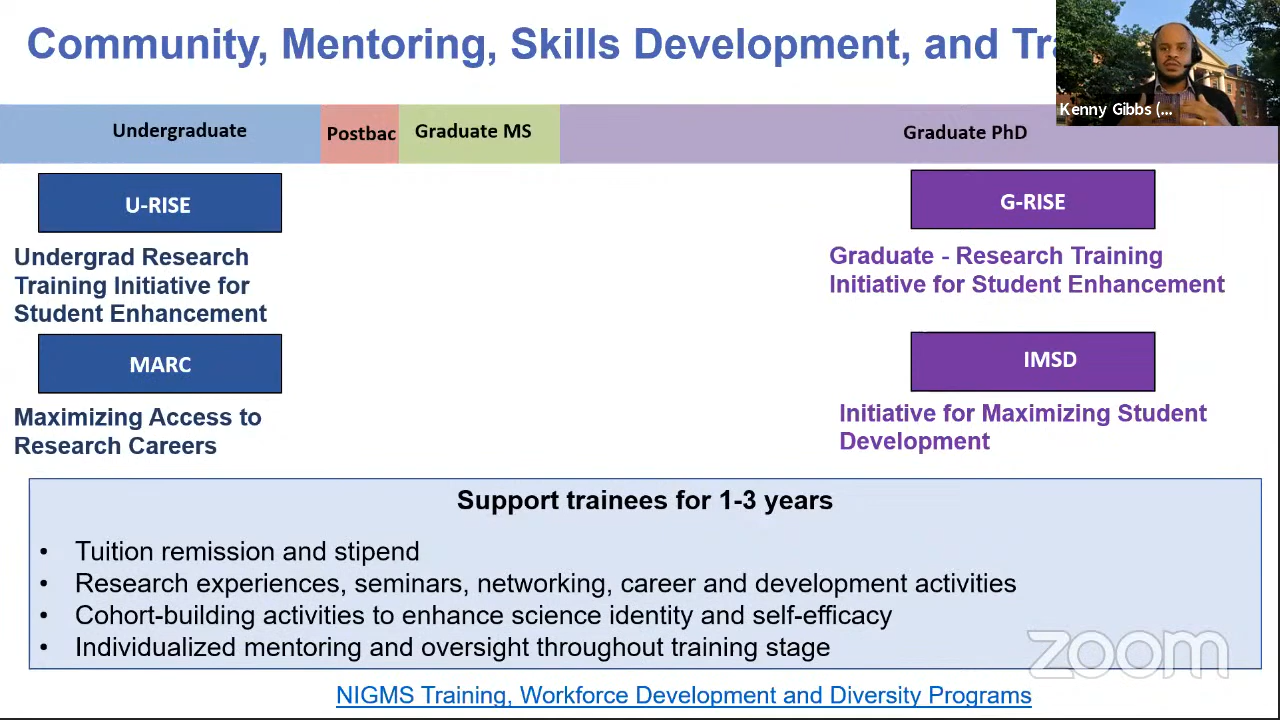 Community, Mentoring, Skills Development, and Tra
Kenny Gibbs (...
Undergraduate
Postbac
Graduate MS
Graduate PhD
U-RISE
G-RISE
Undergrad Research
Training Initiative for
Student Enhancement
Graduate - Research Training
Initiative for Student Enhancement
MARC
IMSD
Maximizing Access to
Research Careers
Initiative for Maximizing Student
Development
Support trainees for 1-3 years
• Tuition remission and stipend
• Research experiences, seminars, networking, career and development activities
• Cohort-building activities to enhance science identity and self-efficacy
• Individualized mentoring and oversight throughout training stage
zoom
NIGMS Training, Workforce Development and Diversity Programs